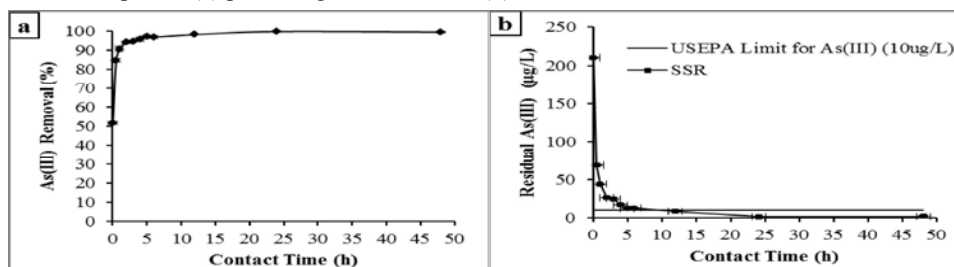 a
As(III) Removal(%)
100
90
80
70
60
50
40
30
20
10
0
0 5 10 15 20 25 30 35 40 45 50
Contact Time (h)
b
Residual As(III) (µg/L)
250
200
150
100
50
0
USEPA Limit for As(III) (10ug/L)
SSR
0 5 10 15 20 25 30 35 40 45 50
Contact Time (h)